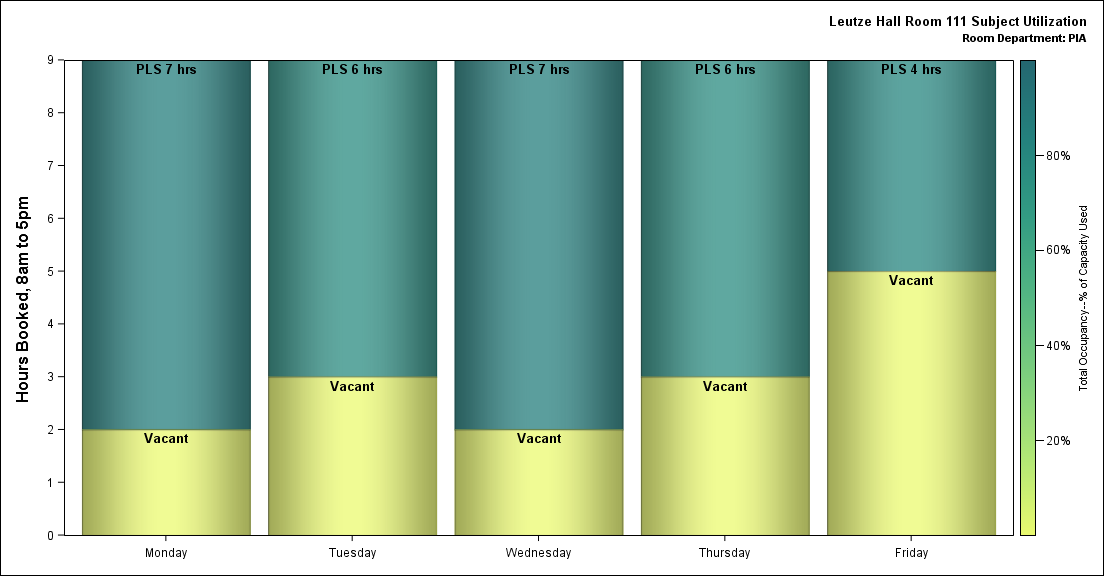 Leutze Hall Room 111 Subject Utilization
Room Department: PIA
Hours Booked, 8am to 5pm
9
8
7
6
5
4
3
2
1
0
PLS 7 hrs
PLS 6 hrs
PLS 7 hrs
PLS 6 hrs
PLS 4 hrs
Vacant
Vacant
Vacant
Vacant
Vacant
Monday
Tuesday
Wednesday
Thursday
Friday
80%
60%
40%
20%
Total Occupancy--% of Capacity Used